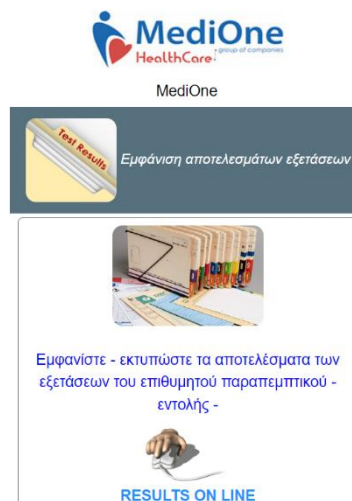 MediOne
group of companies
HealthCare
MediOne
Test Results
Εμφάνιση αποτελεσμάτων εξετάσεων
Εμφανίστε - εκτυπώστε τα αποτελέσματα των
εξετάσεων του επιθυμητού παραπεμπτικού -
εντολής -
RESULTS ON LINE